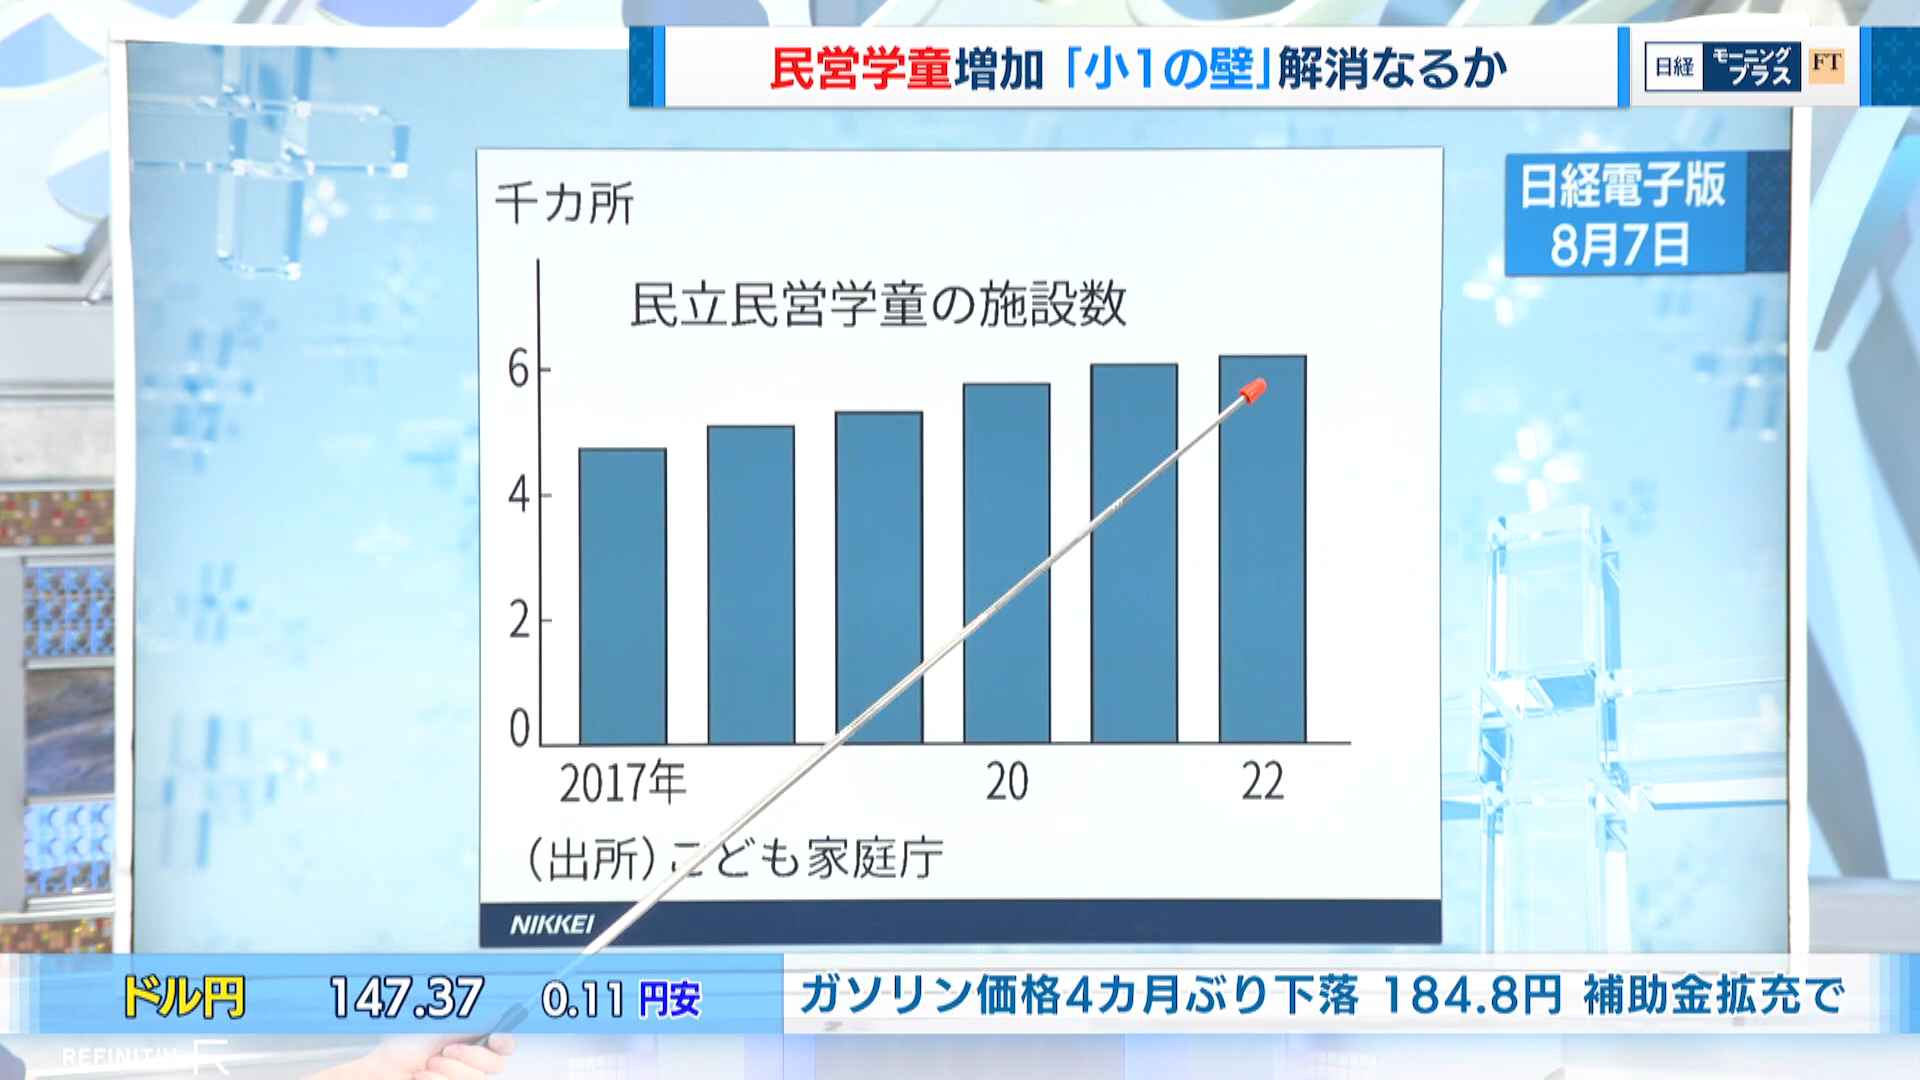 民営学童増加「小1の壁」解消なるか
日経
モーニング
プラス
FT
日経電子版
8月7日
千カ所
民立民営学童の施設数
6
4
2
0
2017年
20
22
（出所）こども家庭庁
NIKKEI
ドル円 147.37 0.11 円安
ガソリン価格4カ月ぶり下落 184.8円 補助金拡充で
REFINITIV